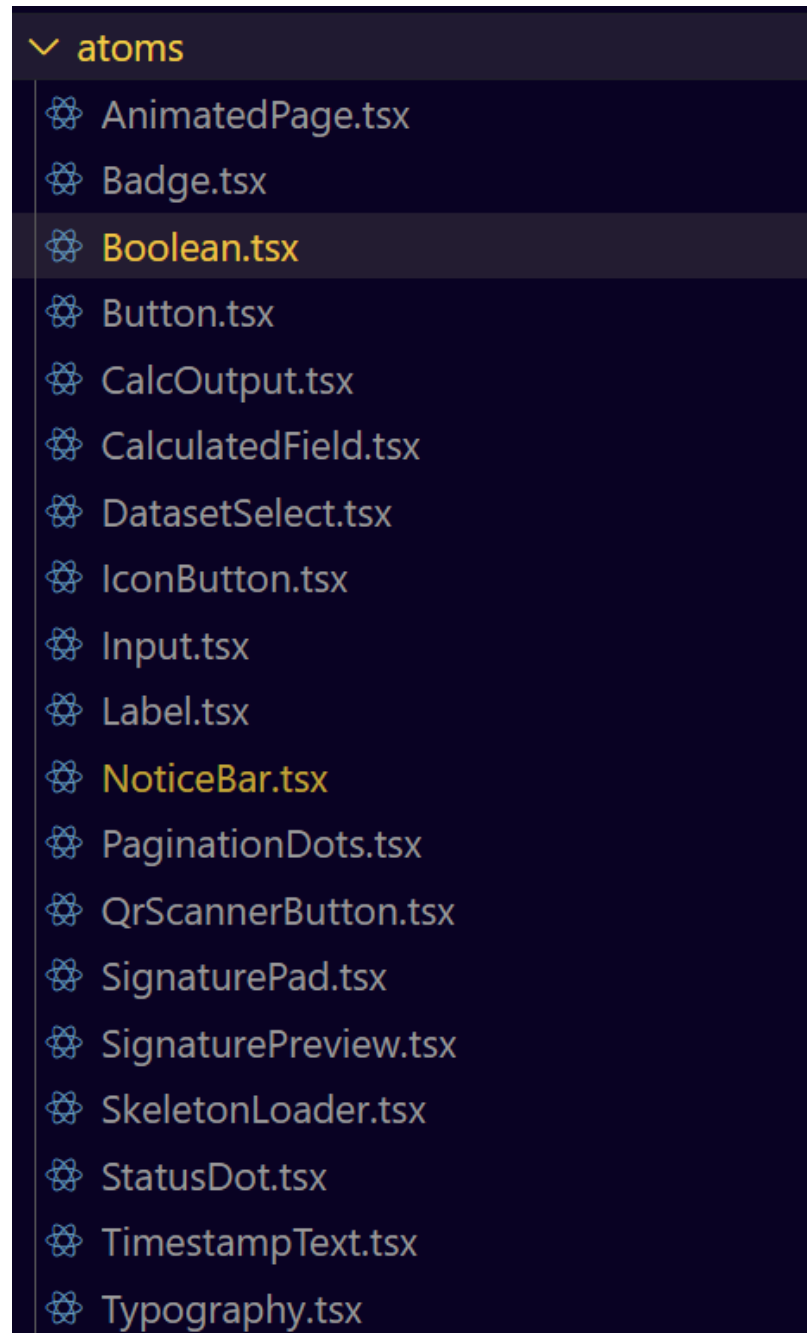 atoms
AnimatedPage.tsx
Badge.tsx
Boolean.tsx
Button.tsx
CalcOutput.tsx
CalculatedField.tsx
DatasetSelect.tsx
IconButton.tsx
Input.tsx
Label.tsx
NoticeBar.tsx
PaginationDots.tsx
QrScannerButton.tsx
SignaturePad.tsx
SignaturePreview.tsx
SkeletonLoader.tsx
StatusDot.tsx
TimestampText.tsx
Typography.tsx